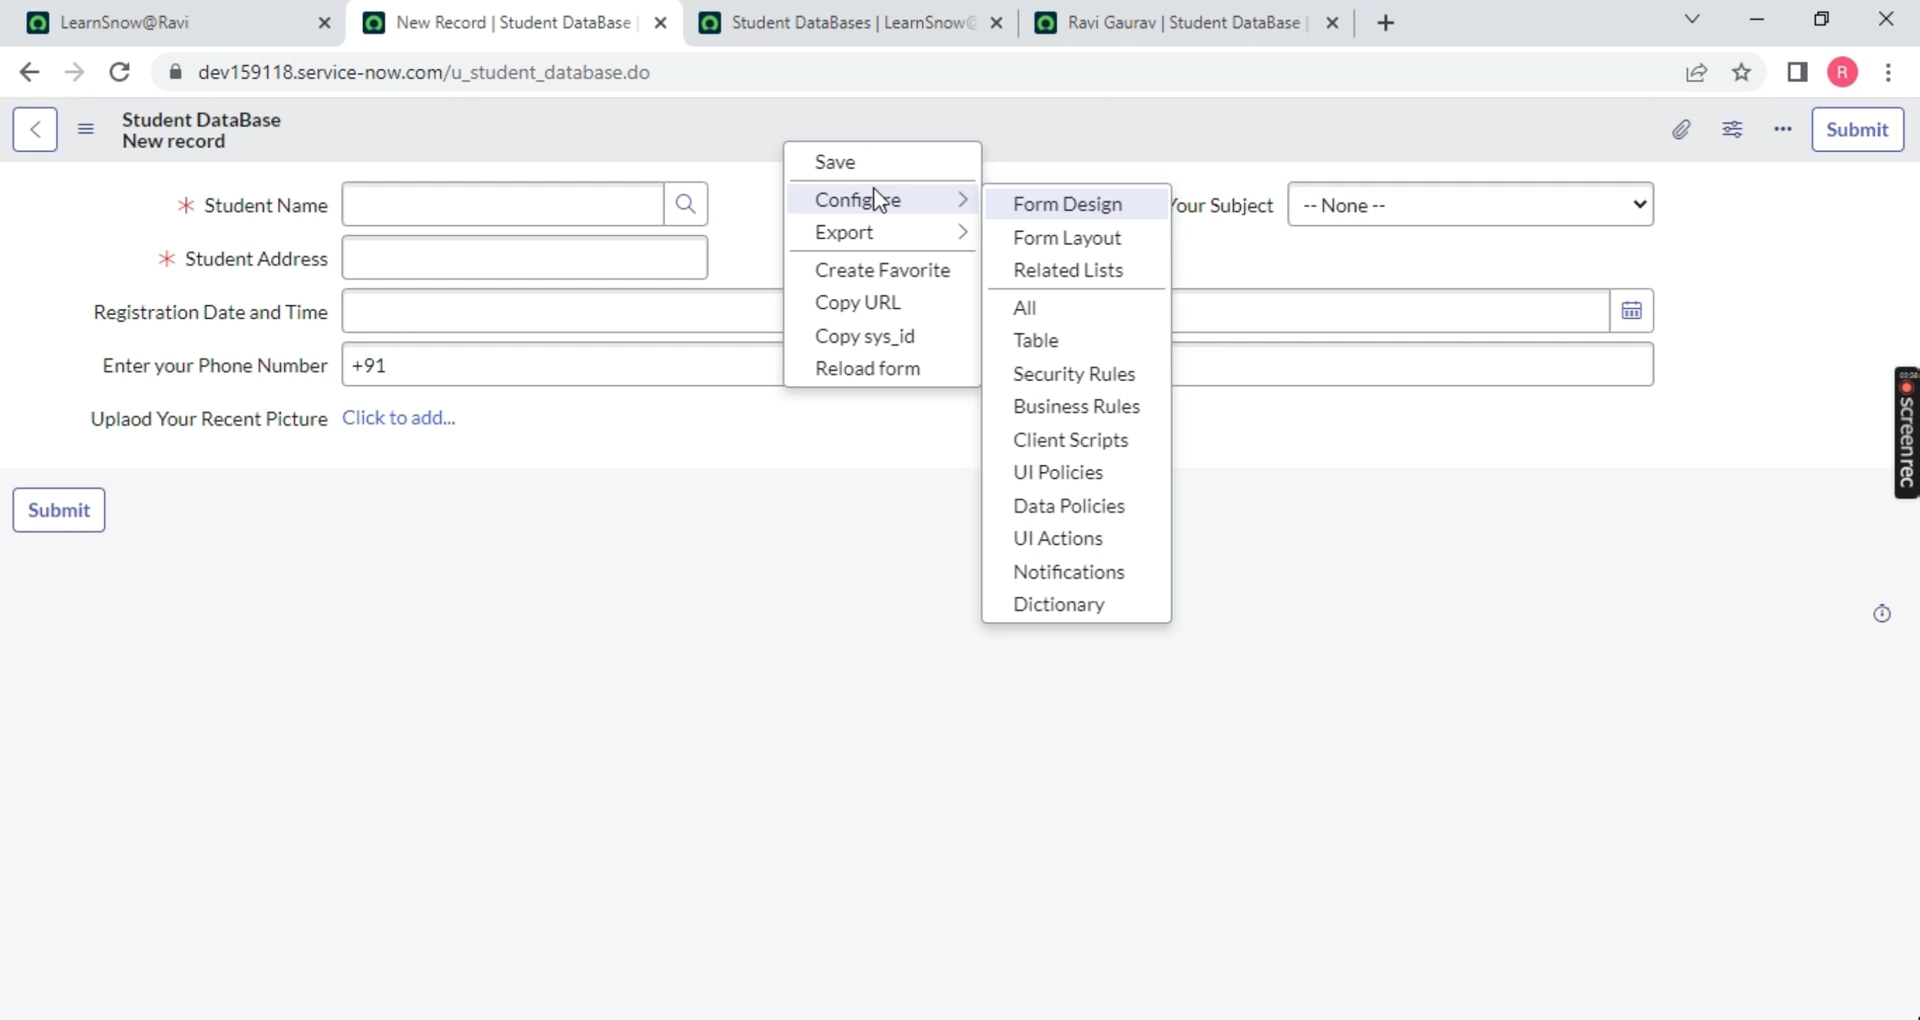 LearnSnow@Ravi
New Record | Student DataBase |
Student DataBases | LearnSnow@
Ravi Gaurav | Student DataBase |
dev159118.service-now.com/u_student_database.do
R
Student DataBase
New record
Submit
Save
Configure
Export
Create Favorite
Copy URL
Copy sys_id
Reload form
Form Design
Form Layout
Related Lists
All
Table
Security Rules
Business Rules
Client Scripts
UI Policies
Data Policies
UI Actions
Notifications
Dictionary
* Student Name
Your Subject
-- None --
* Student Address
Registration Date and Time
Enter your Phone Number
+91
Uplaod Your Recent Picture
Click to add...
Submit
screenrec